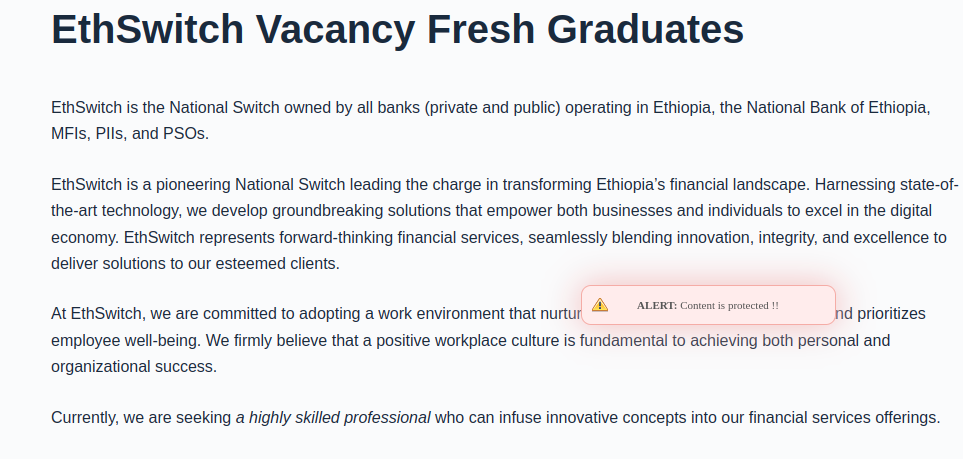 EthSwitch Vacancy Fresh Graduates
EthSwitch is the National Switch owned by all banks (private and public) operating in Ethiopia, the National Bank of Ethiopia,
MFIs, PIIs, and PSOs.
EthSwitch is a pioneering National Switch leading the charge in transforming Ethiopia’s financial landscape. Harnessing state-of-
the-art technology, we develop groundbreaking solutions that empower both businesses and individuals to excel in the digital
economy. EthSwitch represents forward-thinking financial services, seamlessly blending innovation, integrity, and excellence to
deliver solutions to our esteemed clients.
At EthSwitch, we are committed to adopting a work environment that prioritizes
ALERT: Content is protected !!
employee well-being. We firmly believe that a positive workplace culture is fundamental to achieving both personal and
organizational success.
Currently, we are seeking a highly skilled professional who can infuse innovative concepts into our financial services offerings.